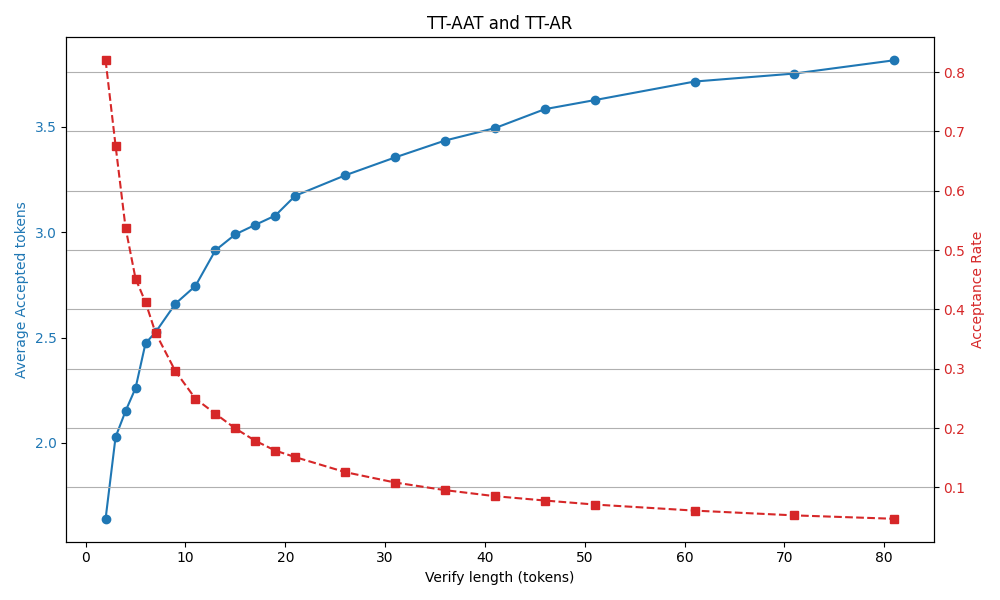 TT-AAT and TT-AR
Average Accepted tokens
3.5
3.0
2.5
2.0
0.8
0.7
0.6
0.5
0.4
0.3
0.2
0.1
Acceptance Rate
0 10 20 30 40 50 60 70 80
Verify length (tokens)